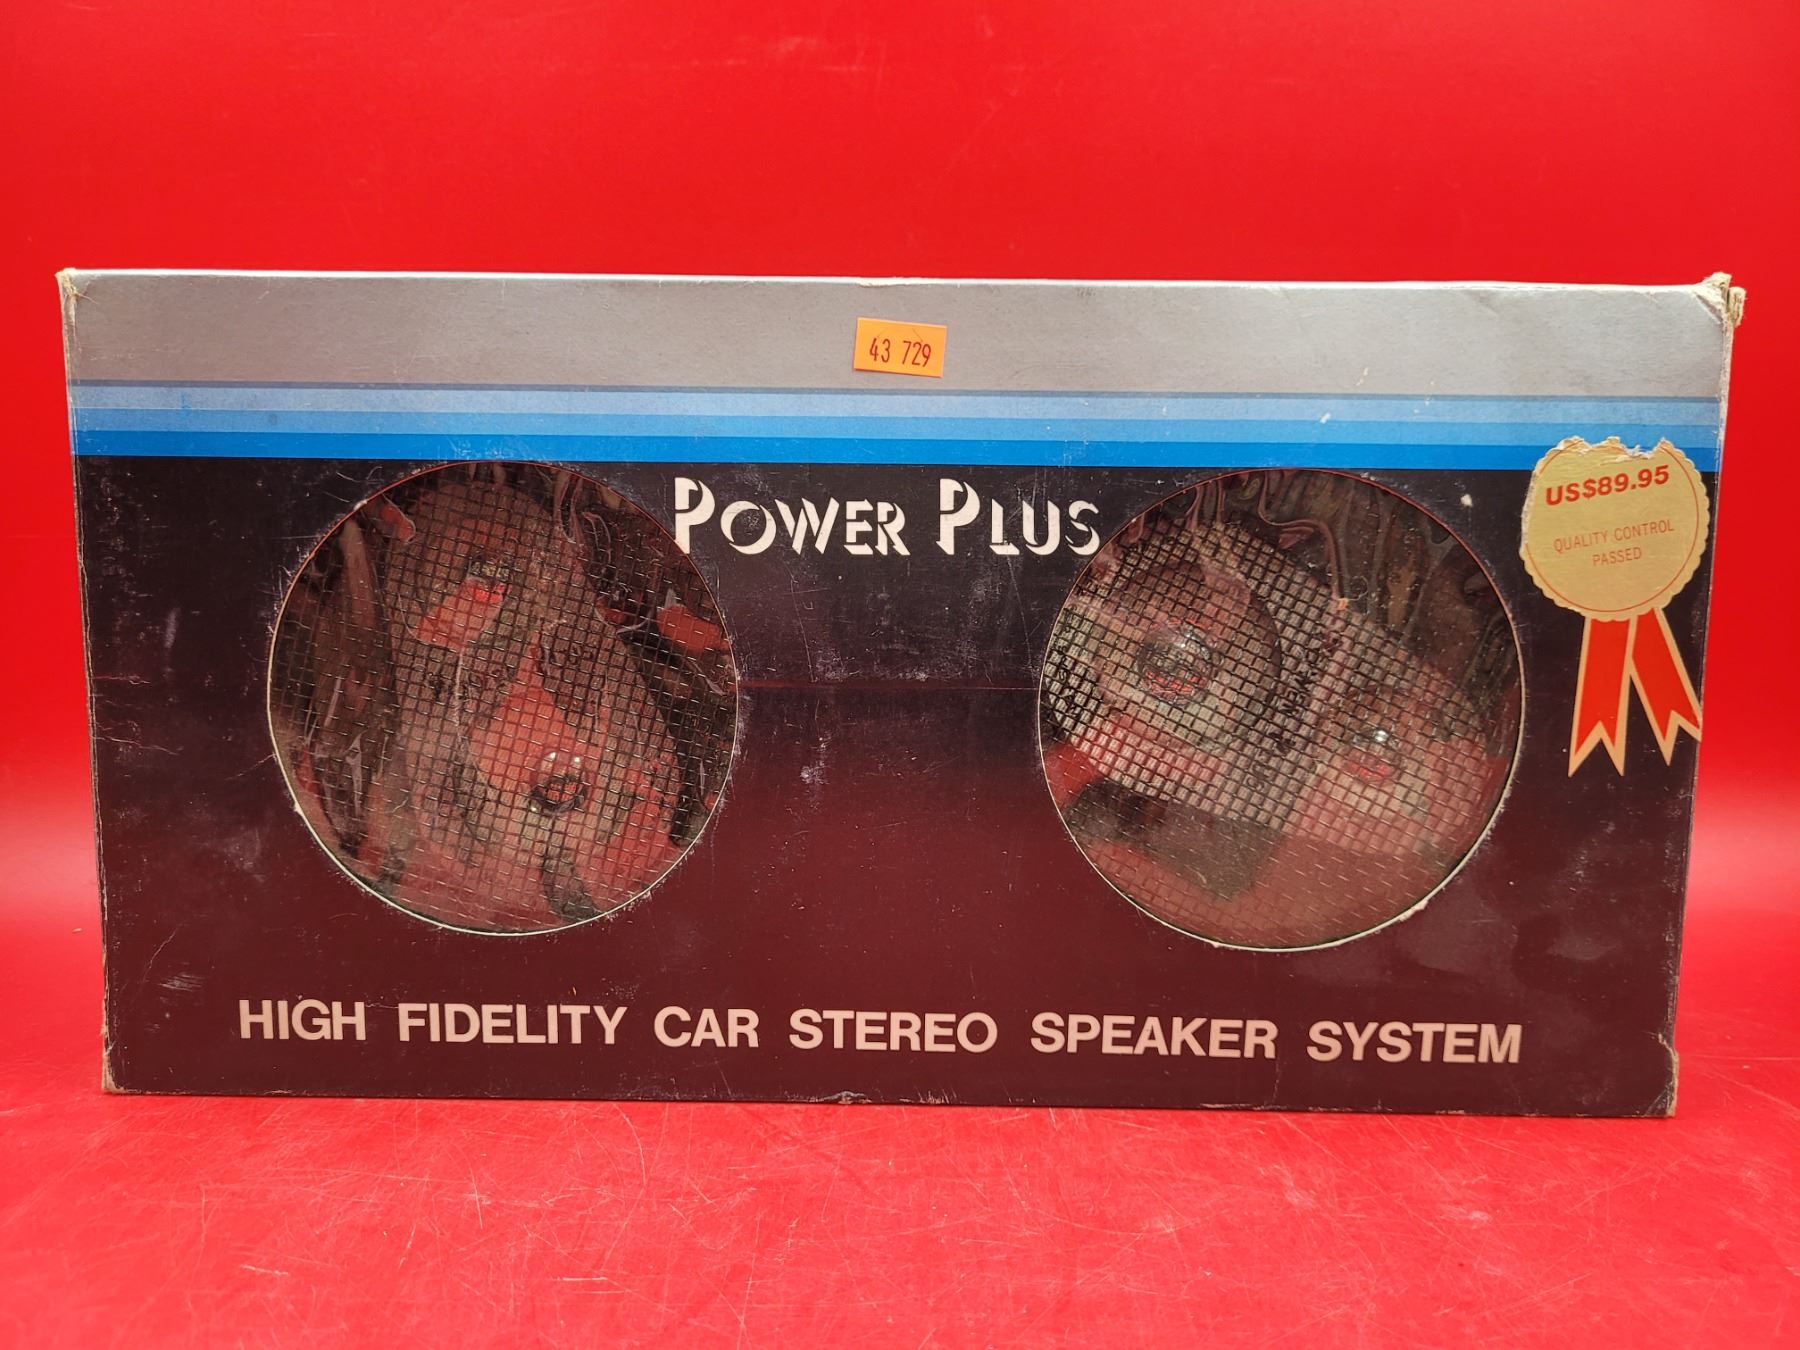 43 729
POWER PLUS
US$89.95
QUALITY CONTROL
PASSED
HIGH FIDELITY CAR STEREO SPEAKER SYSTEM